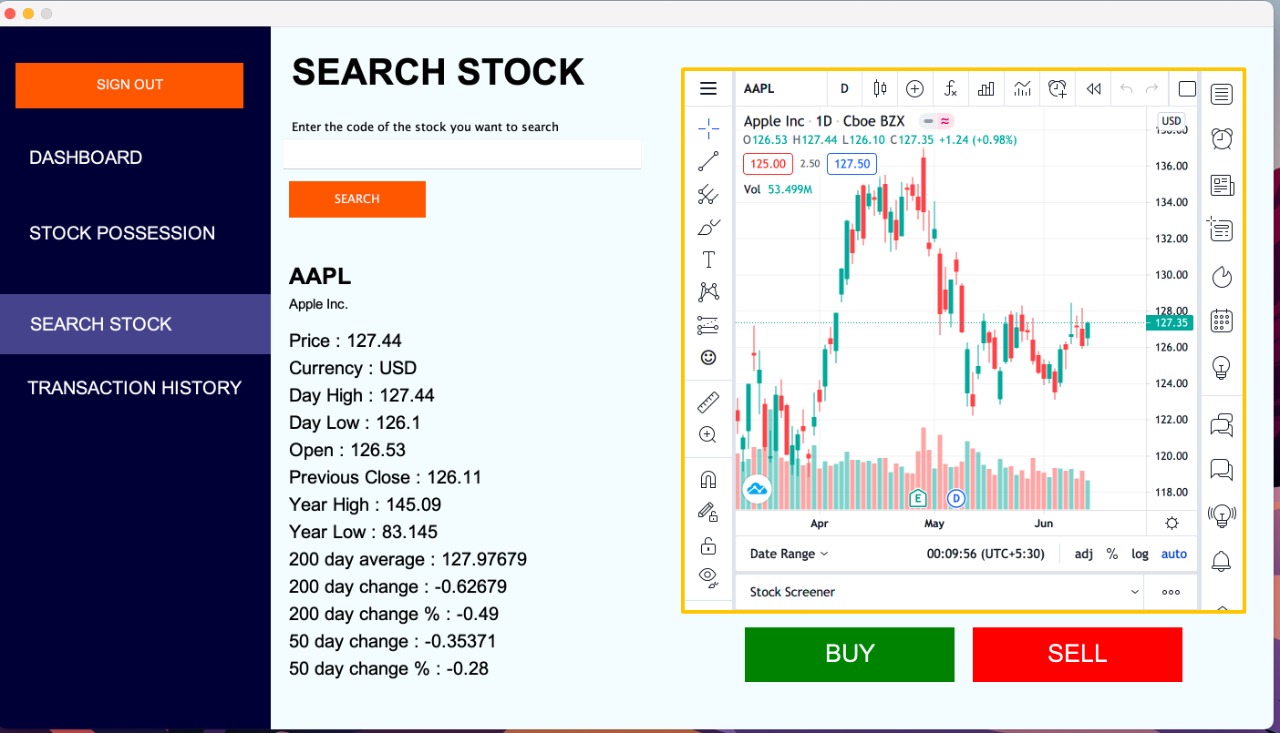 SIGN OUT
DASHBOARD
STOCK POSSESSION
SEARCH STOCK
TRANSACTION HISTORY
SEARCH STOCK
Enter the code of the stock you want to search
SEARCH
AAPL
Apple Inc.
Price : 127.44
Currency : USD
Day High : 127.44
Day Low : 126.1
Open : 126.53
Previous Close : 126.11
Year High : 145.09
Year Low : 83.145
200 day average : 127.97679
200 day change : -0.62679
200 day change % : -0.49
50 day change : -0.35371
50 day change % : -0.28
AAPL D
Apple Inc · 1D · Cboe BZX
O126.53 H127.44 L126.10 C127.35 +1.24 (+0.98%)
125.00 2.50 127.50
Vol 53.499M
USD
138.00
136.00
134.00
132.00
130.00
128.00
127.35
126.00
124.00
122.00
120.00
118.00
E D
Apr May Jun
Date Range 00:09:56 (UTC+5:30) adj % log auto
Stock Screener
BUY SELL